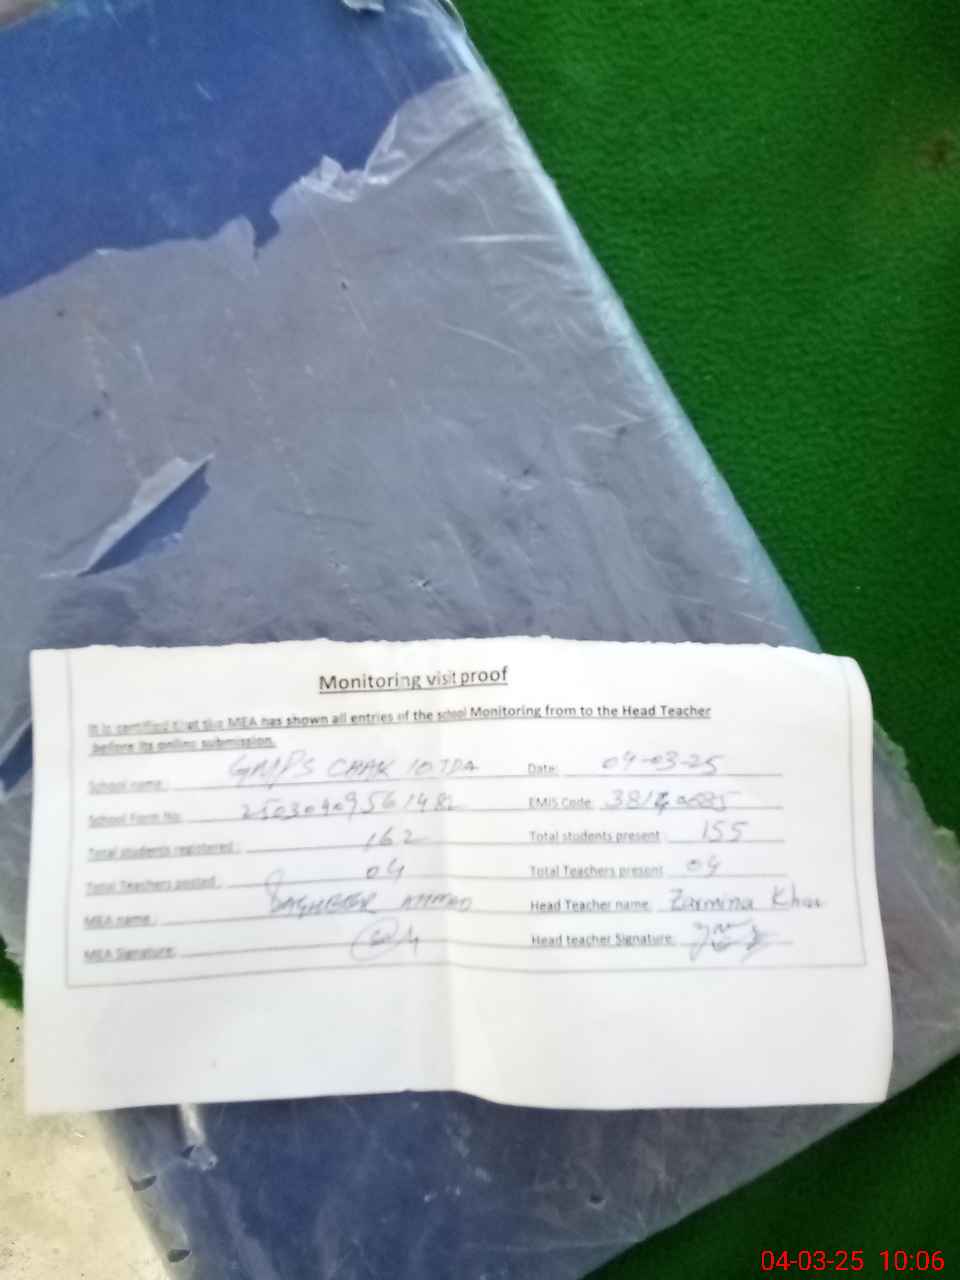 Monitoring visit proof
It is certified that the MEA has shown all entries of the school Monitoring from to the Head Teacher
before its online submission.
School name: GMPS CHAK 10 TDA Date: 04-03-25
School Form No: EMIS Code:
Total students registered: 162 Total students present: 155
Total Teachers posted: 04 Total Teachers present: 04
MEA name: AHMAD Head Teacher name: Zarmina Khan
MEA Signature: Head teacher Signature:
04-03-25 10:06